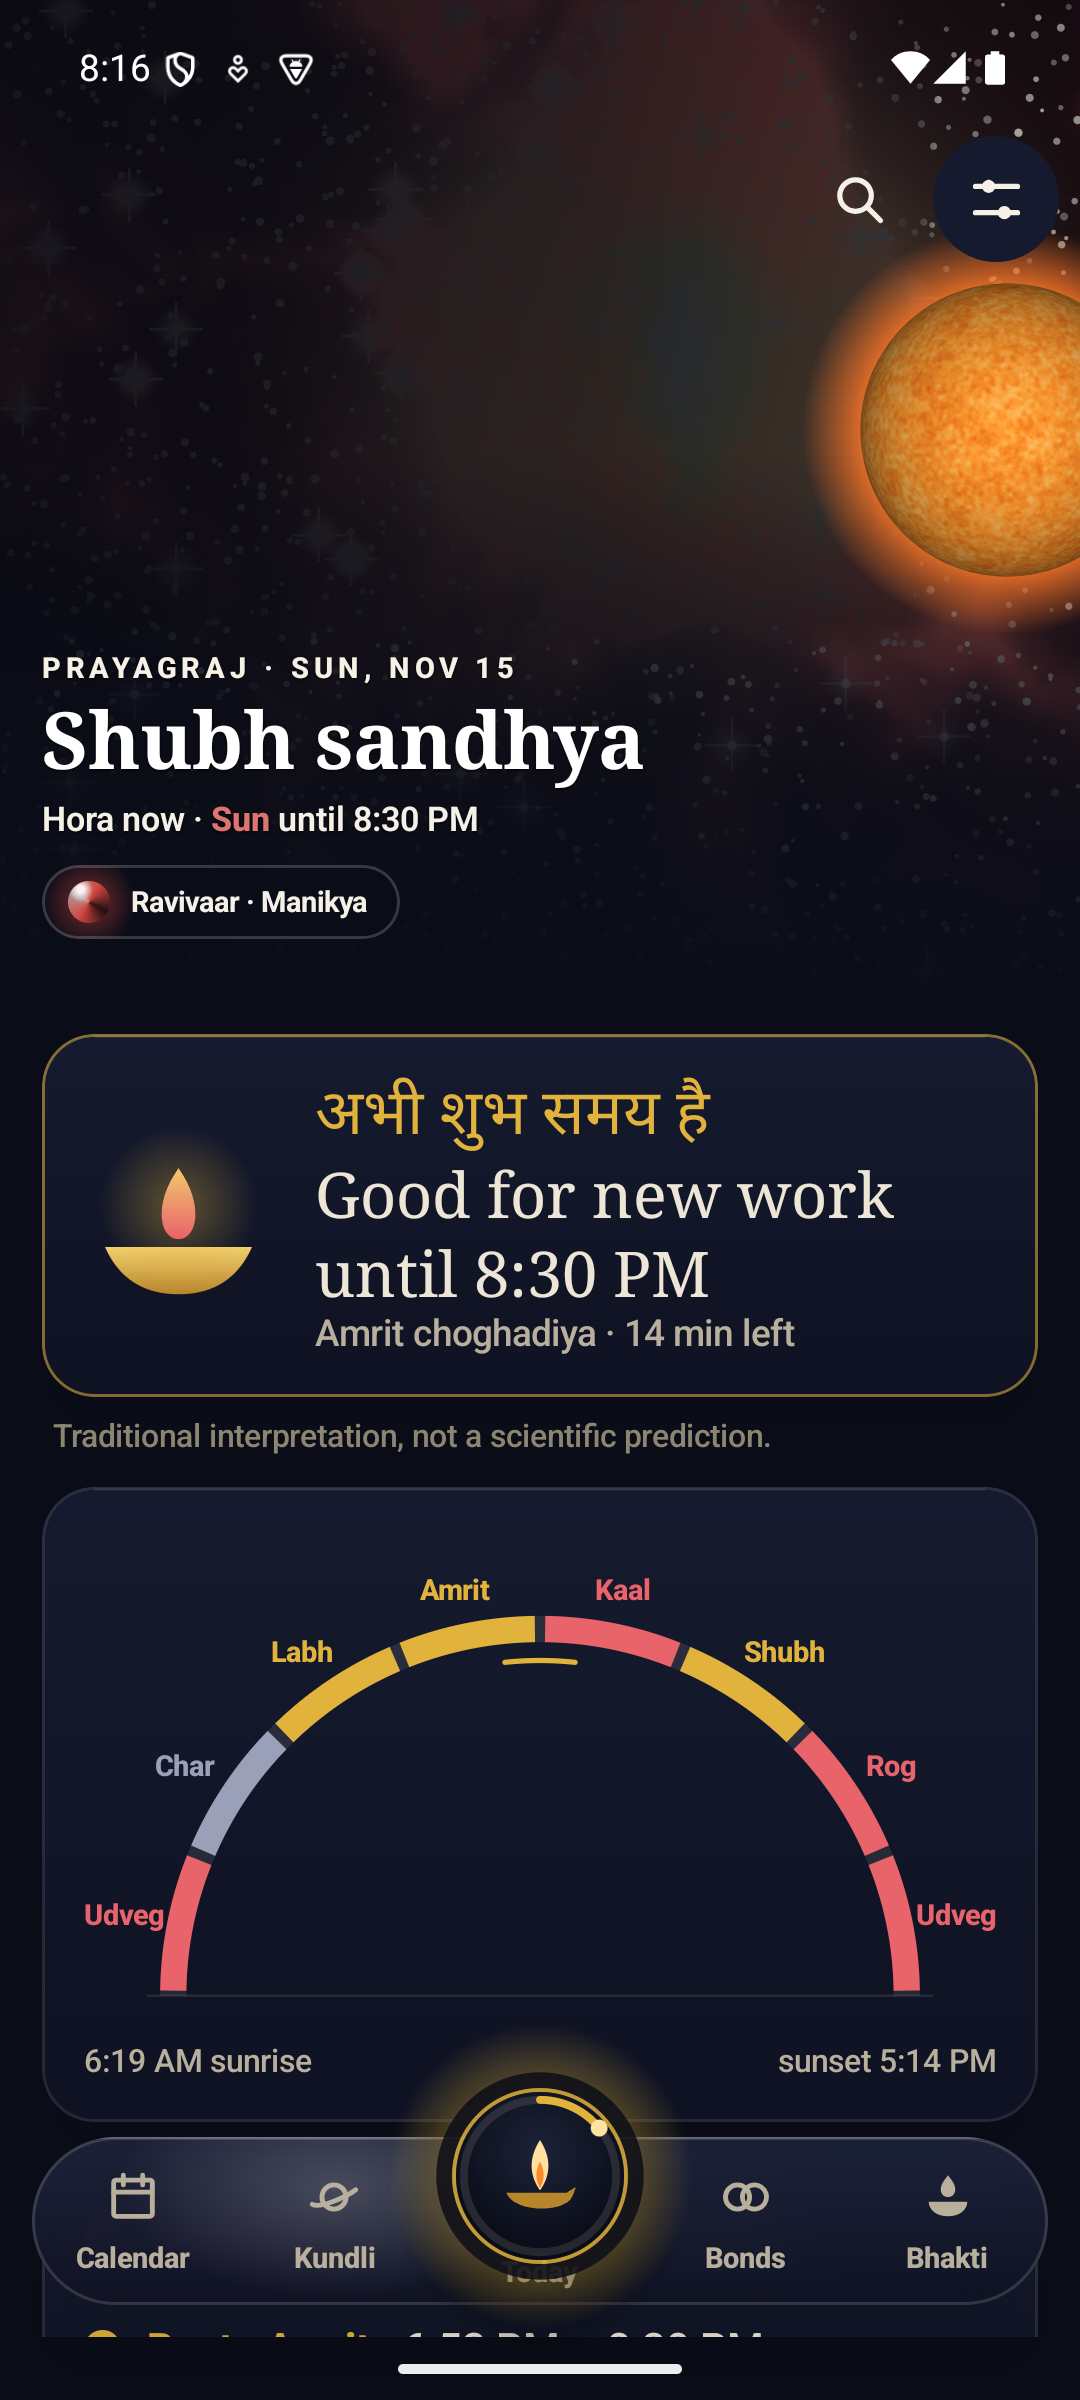 8:16
PRAYAGRAJ · SUN, NOV 15
Shubh sandhya
Hora now · Sun until 8:30 PM
Ravivaar · Manikya
अभी शुभ समय है
Good for new work
until 8:30 PM
Amrit choghadiya · 14 min left
Traditional interpretation, not a scientific prediction.
Amrit Kaal
Labh Shubh
Char Rog
Udveg Udveg
6:19 AM sunrise sunset 5:14 PM
Calendar Kundli Today Bonds Bhakti